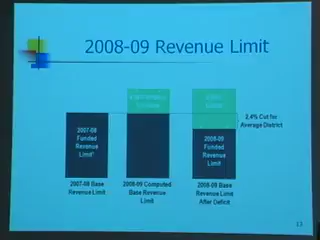 2008-09 Revenue Limit
2.4% Cut for
Average District
2007-08
Funded
Revenue
Limit¹
2008-09
Funded
Revenue
Limit
2007-08 Base
Revenue Limit
2008-09 Computed
Base Revenue
Limit
2008-09 Base
Revenue Limit
After Deficit
13